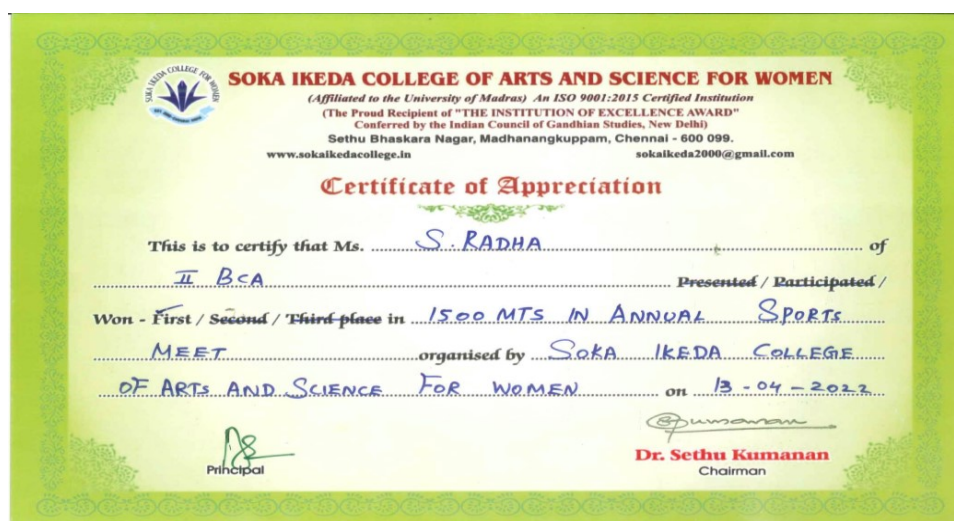 SOKA IKEDA COLLEGE FOR WOMEN
SOKA IKEDA COLLEGE OF ARTS AND SCIENCE FOR WOMEN
(Affiliated to the University of Madras) An ISO 9001:2015 Certified Institution
(The Proud Recipient of "THE INSTITUTION OF EXCELLENCE AWARD"
Conferred by the Indian Council of Gandhian Studies, New Delhi)
Sethu Bhaskara Nagar, Madhanangkuppam, Chennai - 600 099.
www.sokaikedacollege.in sokaikeda2000@gmail.com
Certificate of Appreciation
This is to certify that Ms. S. RADHA of
II BCA Presented / Participated /
Won - First / Second / Third place in 1500 MTS IN ANNUAL SPORTS
MEET organised by SOKA IKEDA COLLEGE
OF ARTS AND SCIENCE FOR WOMEN on 13-04-2022
Principal
Dr. Sethu Kumanan
Chairman